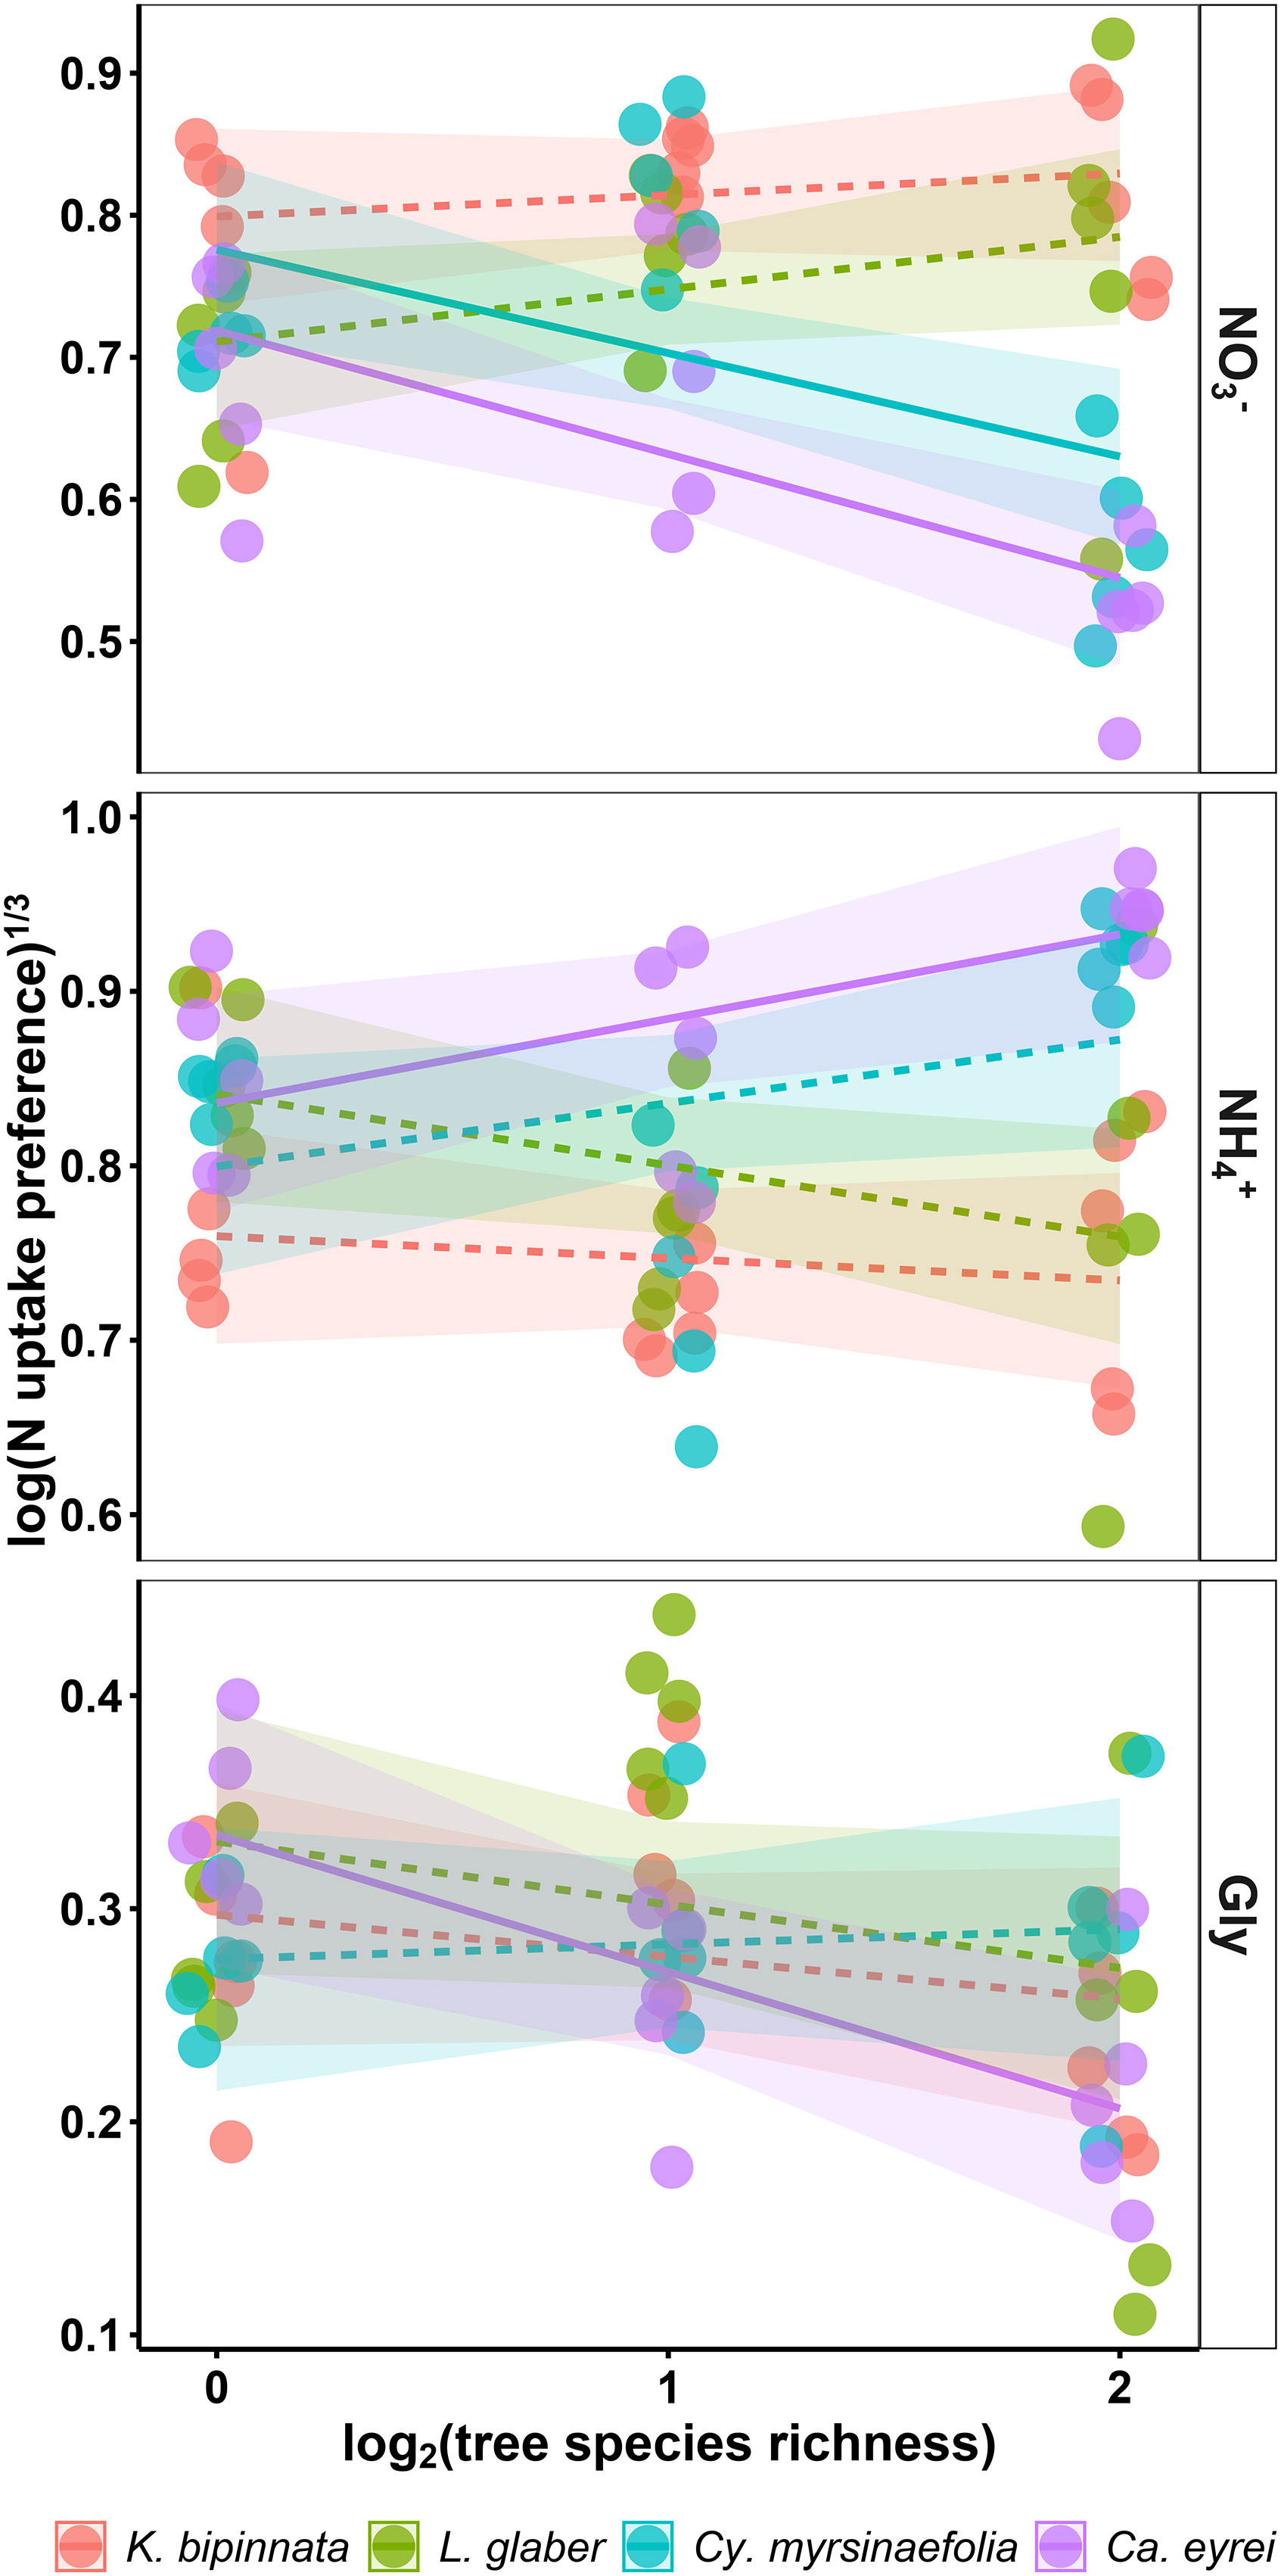 0.9
0.8
0.7
0.6
0.5
NO₃⁻
1.0
0.9
0.8
0.7
0.6
NH₄⁺
log(N uptake preference)¹ᐟ³
0.4
0.3
0.2
0.1
Gly
0 1 2
log₂(tree species richness)
K. bipinnata L. glaber Cy. myrsinaefolia Ca. eyrei